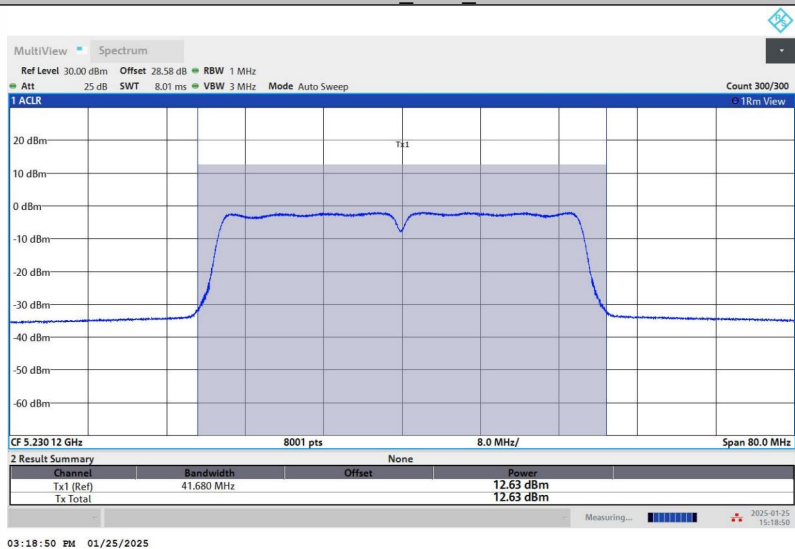 R S
MultiView Spectrum
Ref Level 30.00 dBm Offset 28.58 dB RBW 1 MHz
Att 25 dB SWT 8.01 ms VBW 3 MHz Mode Auto Sweep Count 300/300
1 ACLR 1Rm View
Tx1
20 dBm
10 dBm
0 dBm
-10 dBm
-20 dBm
-30 dBm
-40 dBm
-50 dBm
-60 dBm
CF 5.230 12 GHz 8001 pts 8.0 MHz/ Span 80.0 MHz
2 Result Summary None
Channel Bandwidth Offset Power
Tx1 (Ref) 41.680 MHz 12.63 dBm
Tx Total 12.63 dBm
Measuring... 2025-01-25
15:18:50
03:18:50 PM 01/25/2025